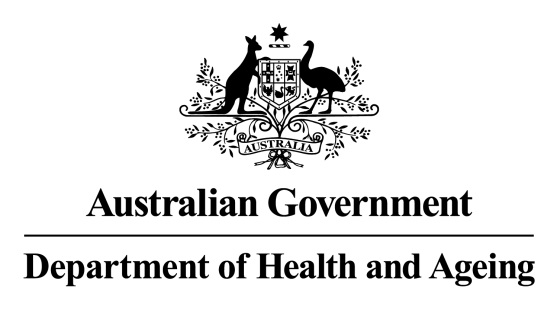 AUSTRALIA
Australian Government
Department of Health and Ageing